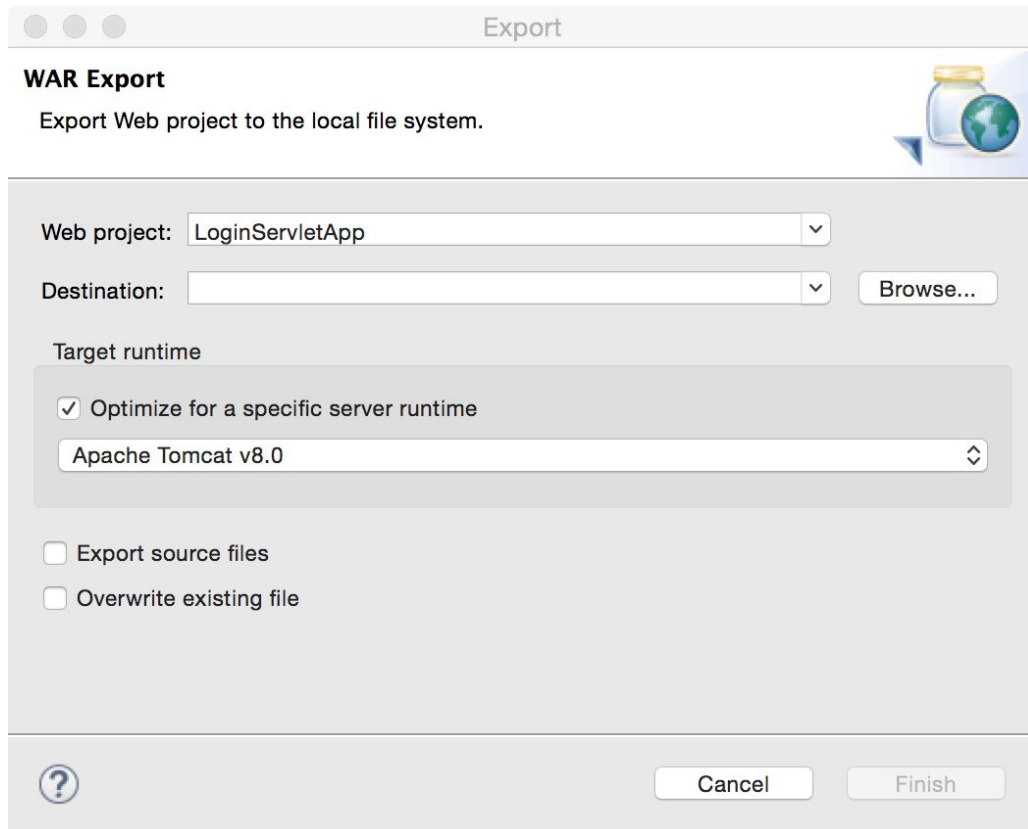 Export
WAR Export
Export Web project to the local file system.
Web project: LoginServletApp
Destination: Browse...
Target runtime
Optimize for a specific server runtime
Apache Tomcat v8.0
Export source files
Overwrite existing file
? Cancel Finish